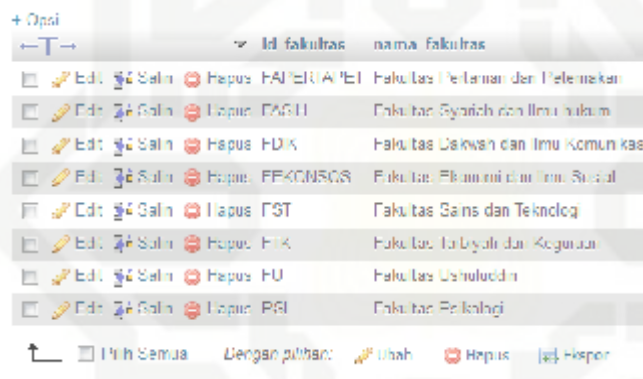 + Opsi
←T→ id_fakultas nama_fakultas
Edit Salin Hapus FAPERTAPET Fakultas Pertanian dan Peternakan
Edit Salin Hapus FASIH Fakultas Syariah dan Ilmu hukum
Edit Salin Hapus FDIK Fakultas Dakwah dan Ilmu Komunikas
Edit Salin Hapus FEKONSOS Fakultas Ekonomi dan Ilmu Sosial
Edit Salin Hapus FST Fakultas Sains dan Teknologi
Edit Salin Hapus FTK Fakultas Tarbiyah dan Keguruan
Edit Salin Hapus FU Fakultas Ushuluddin
Edit Salin Hapus PSI Fakultas Psikologi
Pilih Semua Dengan pilihan: Ubah Hapus Ekspor